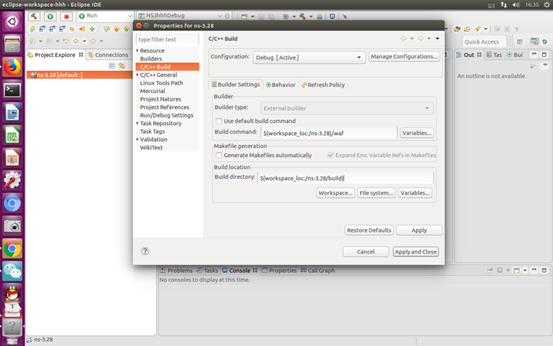 eclipse-workspace-hhh - Eclipse IDE
16:35
Run
NS3hhhDebug
Quick Access
Project Explorer
Connections
ns-3.28 [default:]
Properties for ns-3.28
type filter text
Resource
Builders
C/C++ Build
C/C++ General
Linux Tools Path
Mercurial
Project Natures
Project References
Run/Debug Settings
Task Repository
Task Tags
Validation
WikiText
C/C++ Build
Configuration:
Debug [ Active ]
Manage Configurations...
Builder Settings
Behavior
Refresh Policy
Builder
Builder type:
External builder
Use default build command
Build command:
${workspace_loc:/ns-3.28}/waf
Variables...
Makefile generation
Generate Makefiles automatically
Expand Env. Variable Refs in Makefiles
Build location
Build directory:
${workspace_loc:/ns-3.28/build}
Workspace...
File system...
Variables...
Restore Defaults
Apply
Cancel
Apply and Close
Out
Tas
Bui
An outline is not available.
Problems
Tasks
Console
Properties
Call Graph
No consoles to display at this time.
ns-3.28